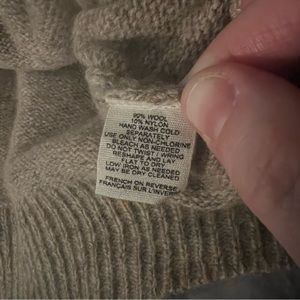 90% WOOL
10% NYLON
HAND WASH COLD
SEPARATELY
USE ONLY NON-CHLORINE
BLEACH AS NEEDED
DO NOT TWIST / WRING
RESHAPE AND LAY
FLAT TO DRY
LOW IRON AS NEEDED
MAY BE DRY CLEANED
FRENCH ON REVERSE
FRANÇAIS SUR L'INVERS